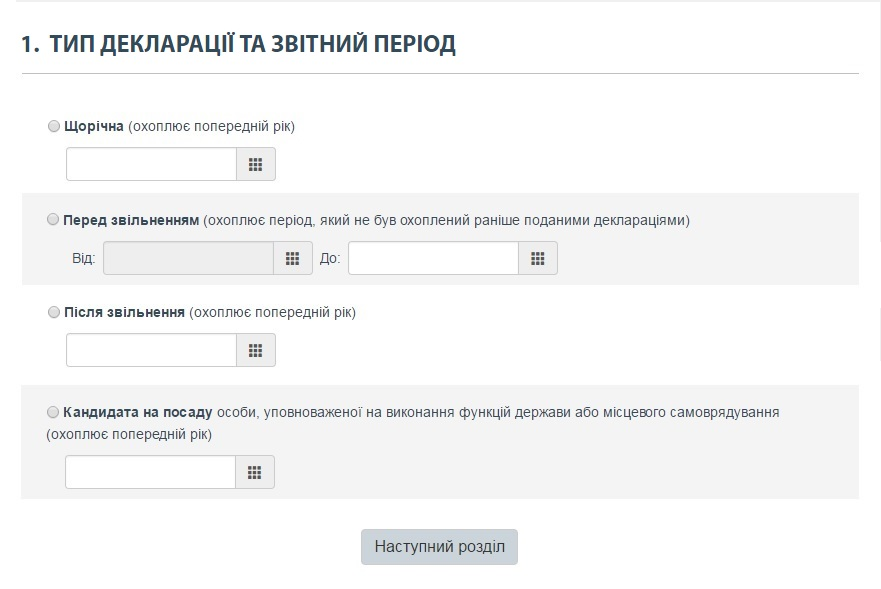 1. ТИП ДЕКЛАРАЦІЇ ТА ЗВІТНИЙ ПЕРІОД
Щорічна (охоплює попередній рік)
Перед звільненням (охоплює період, який не був охоплений раніше поданими деклараціями)
Від: До:
Після звільнення (охоплює попередній рік)
Кандидата на посаду особи, уповноваженої на виконання функцій держави або місцевого самоврядування
(охоплює попередній рік)
Наступний розділ